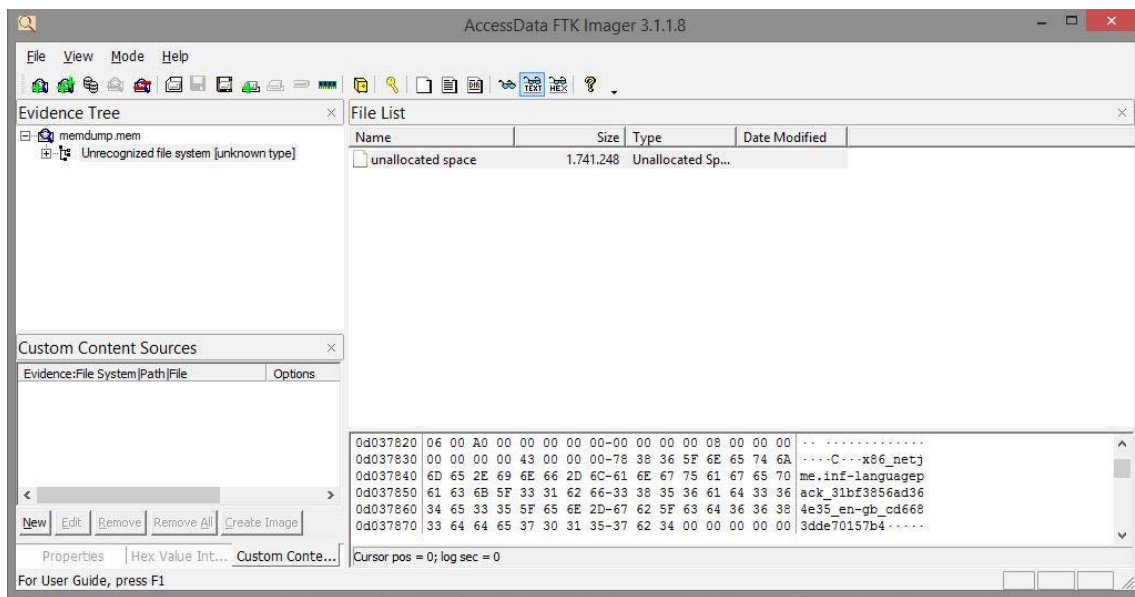 AccessData FTK Imager 3.1.1.8
File View Mode Help
TEXT HEX
Evidence Tree
memdump.mem
Unrecognized file system [unknown type]
File List
Name Size Type Date Modified
unallocated space 1.741.248 Unallocated Sp...
Custom Content Sources
Evidence:File System|Path|File Options
New Edit Remove Remove All Create Image
Properties Hex Value Int... Custom Conte...
0d037820 06 00 A0 00 00 00 00 00-00 00 00 00 08 00 00 00 ·· ·············
0d037830 00 00 00 00 43 00 00 00-78 38 36 5F 6E 65 74 6A ····C···x86_netj
0d037840 6D 65 2E 69 6E 66 2D 6C-61 6E 67 75 61 67 65 70 me.inf-languagep
0d037850 61 63 6B 5F 33 31 62 66-33 38 35 36 61 64 33 36 ack_31bf3856ad36
0d037860 34 65 33 35 5F 65 6E 2D-67 62 5F 63 64 36 36 38 4e35_en-gb_cd668
0d037870 33 64 64 65 37 30 31 35-37 62 34 00 00 00 00 00 3dde70157b4·····
Cursor pos = 0; log sec = 0
For User Guide, press F1